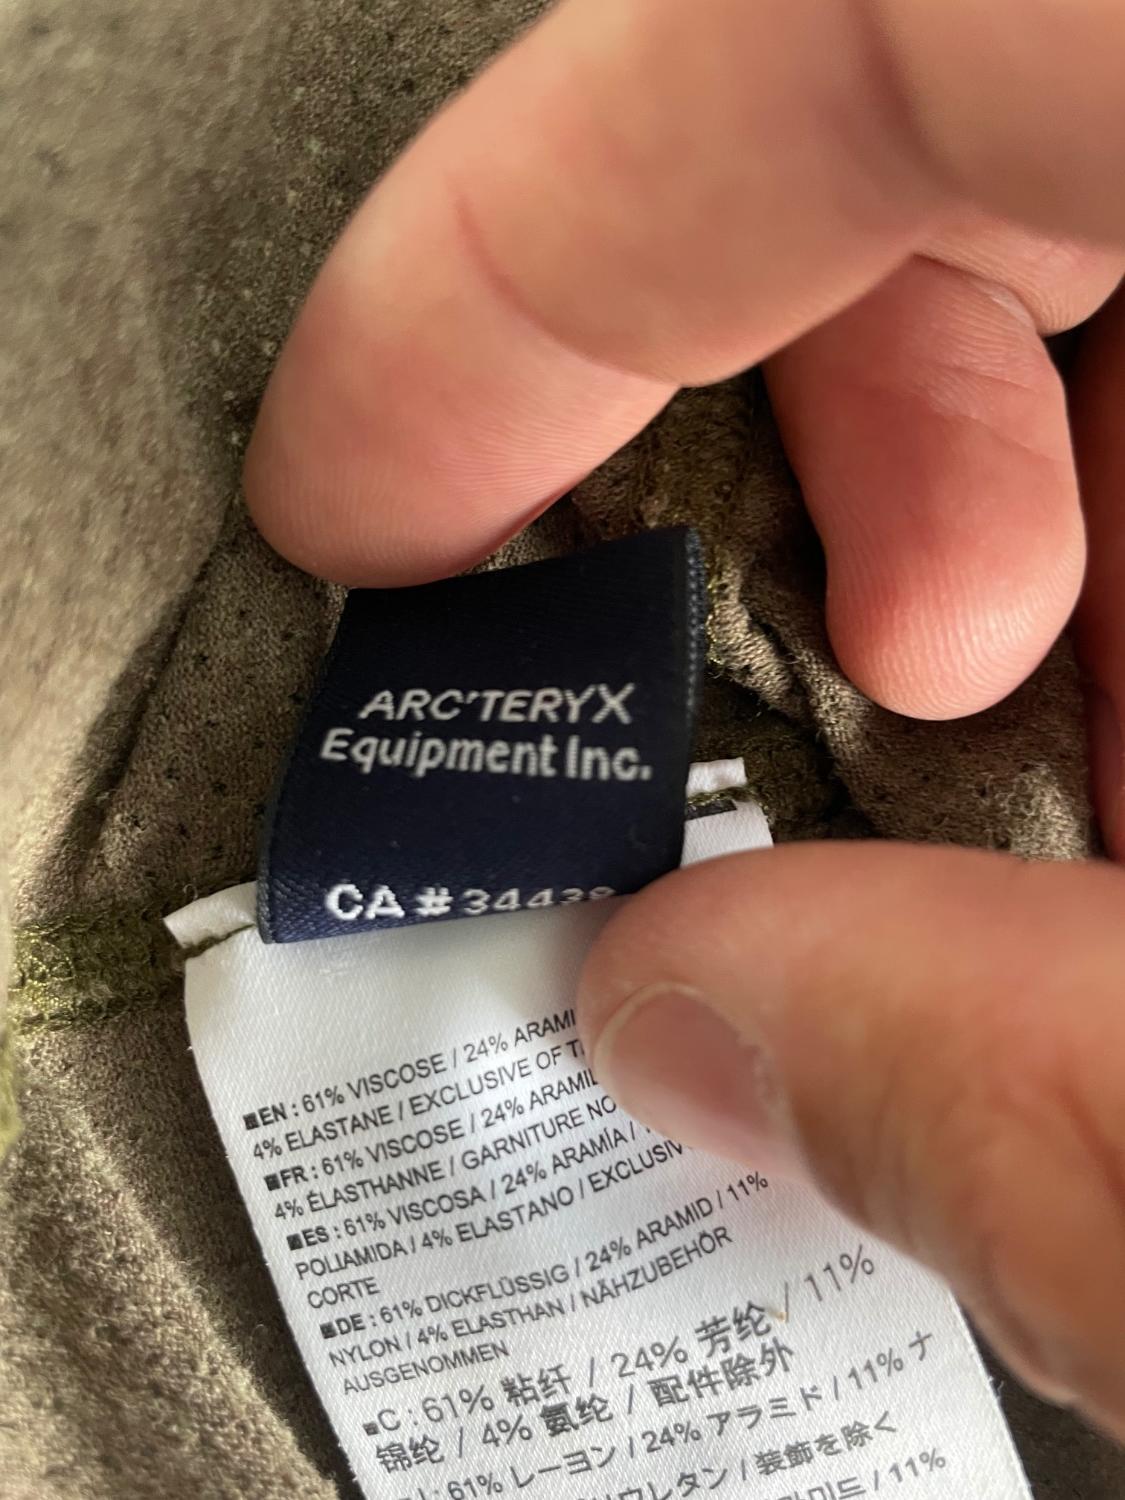 ARC'TERYX
Equipment Inc.
CA # 34439
■EN : 61% VISCOSE / 24% ARAMI
4% ELASTANE / EXCLUSIVE OF T
■FR : 61% VISCOSE / 24% ARAMID
4% ÉLASTHANNE / GARNITURE NO
■ES : 61% VISCOSA / 24% ARAMÍA /
POLIAMIDA / 4% ELASTANO / EXCLUSIV
CORTE
■DE : 61% DICKFLÜSSIG / 24% ARAMID / 11%
NYLON / 4% ELASTHAN / NÄHZUBEHÖR
AUSGENOMMEN
■C : 61% 粘纤 / 24% 芳纶 / 11%
锦纶 / 4% 氨纶 / 配件除外
61% レーヨン / 24% アラミド / 11% ナ
ウレタン / 装飾を除く
/ 11%